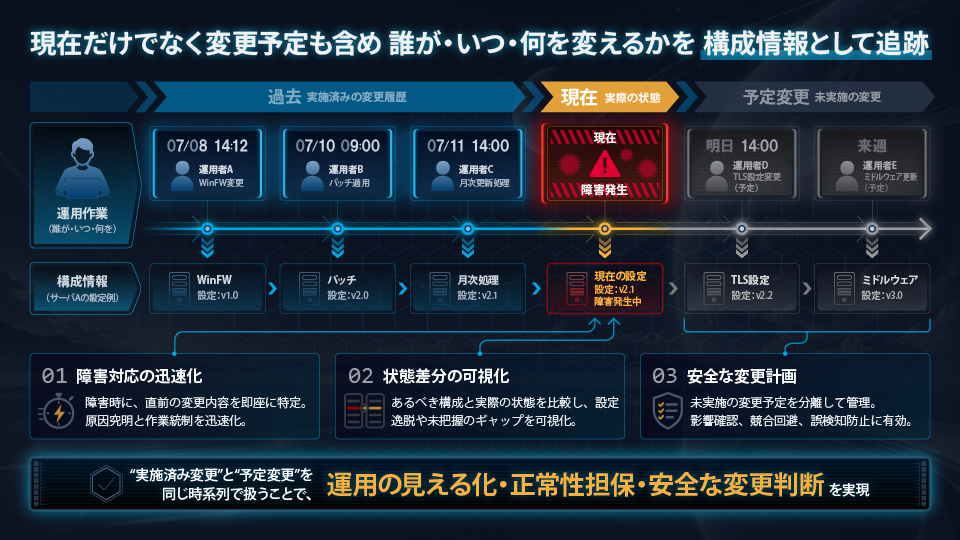 現在だけでなく変更予定も含め 誰が・いつ・何を変えるかを 構成情報として追跡
過去 実施済みの変更履歴
現在 実際の状態
予定変更 未実施の変更
運用作業
（誰が・いつ・何を）
07/08 14:12
運用者A
WinFW変更
07/10 09:00
運用者B
パッチ適用
07/11 14:00
運用者C
月次更新処理
現在
障害発生
明日 14:00
運用者D
TLS設定変更
（予定）
来週
運用者E
ミドルウェア更新
（予定）
構成情報
（サーバAの設定例）
WinFW
設定：v1.0
パッチ
設定：v2.0
月次処理
設定：v2.1
現在の設定
設定：v2.1
障害発生中
TLS設定
設定：v2.2
ミドルウェア
設定：v3.0
01 障害対応の迅速化
障害時に、直前の変更内容を即座に特定。
原因究明と作業統制を迅速化。
02 状態差分の可視化
あるべき構成と実際の状態を比較し、設定
逸脱や未把握のギャップを可視化。
03 安全な変更計画
未実施の変更予定を分離して管理。
影響確認、競合回避、誤検知防止に有効。
“実施済み変更”と“予定変更”を
同じ時系列で扱うことで、
運用の見える化・正常性担保・安全な変更判断 を実現